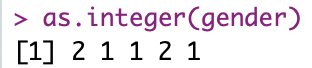 > as.integer(gender)
[1] 2 1 1 2 1